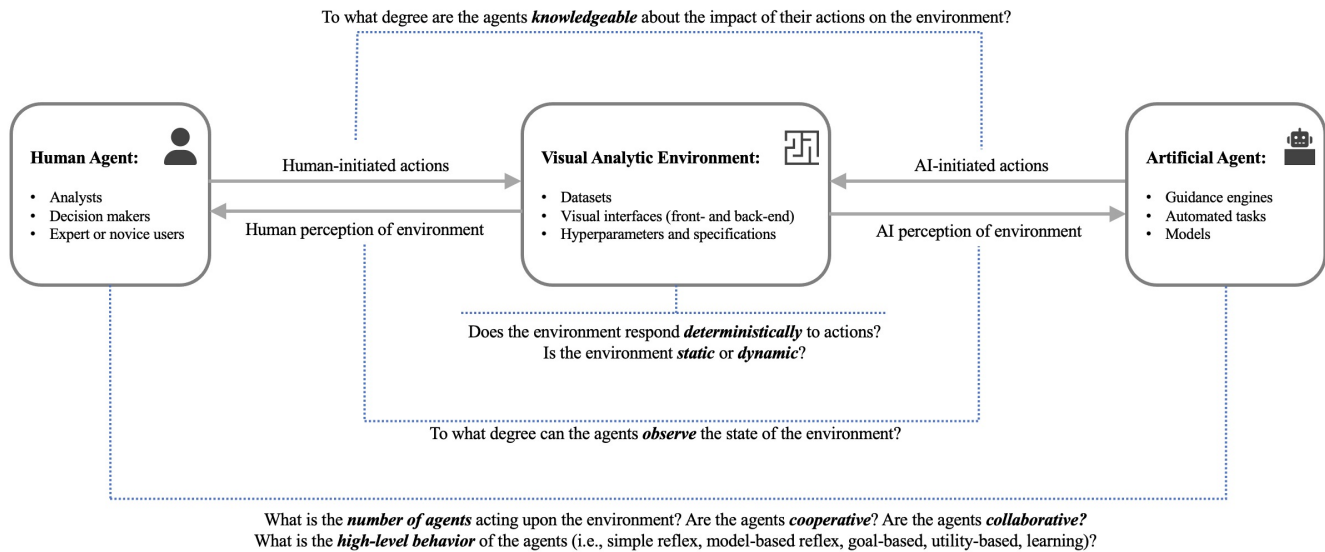 To what degree are the agents knowledgeable about the impact of their actions on the environment?
Human Agent:
• Analysts
• Decision makers
• Expert or novice users
Human-initiated actions
Human perception of environment
Visual Analytic Environment:
• Datasets
• Visual interfaces (front- and back-end)
• Hyperparameters and specifications
AI-initiated actions
AI perception of environment
Artificial Agent:
• Guidance engines
• Automated tasks
• Models
Does the environment respond deterministically to actions?
Is the environment static or dynamic?
To what degree can the agents observe the state of the environment?
What is the number of agents acting upon the environment? Are the agents cooperative? Are the agents collaborative?
What is the high-level behavior of the agents (i.e., simple reflex, model-based reflex, goal-based, utility-based, learning)?